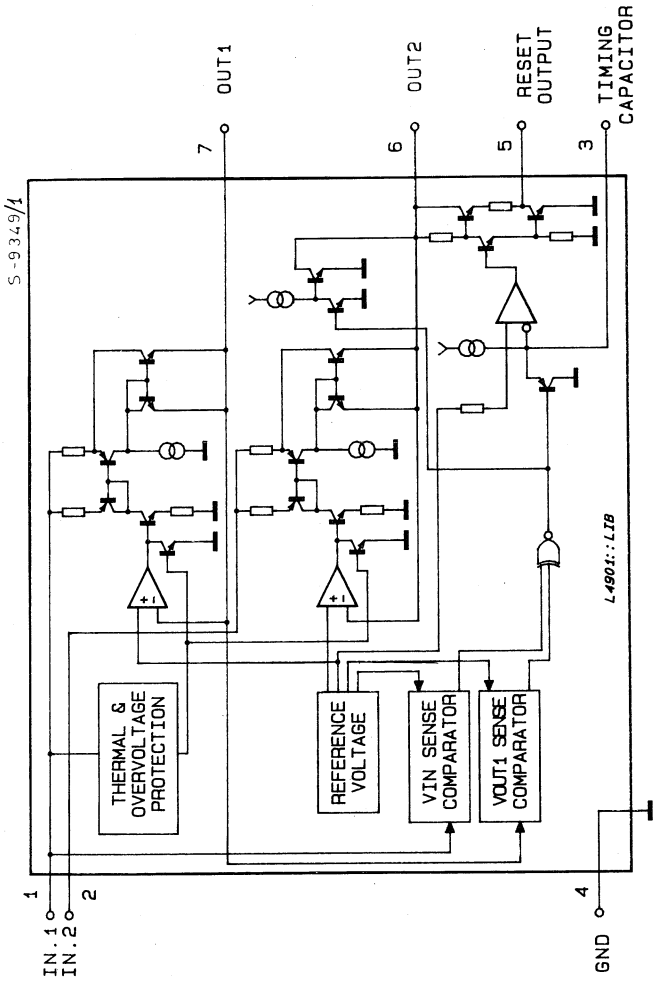 S-9349/1
IN.1
1
IN.2
2
THERMAL &
OVERVOLTAGE
PROTECTION
+
-
7
OUT1
REFERENCE
VOLTAGE
+
-
6
OUT2
VIN SENSE
COMPARATOR
VOUT1 SENSE
COMPARATOR
5
RESET
OUTPUT
3
TIMING
CAPACITOR
GND
4
L4901::LIB